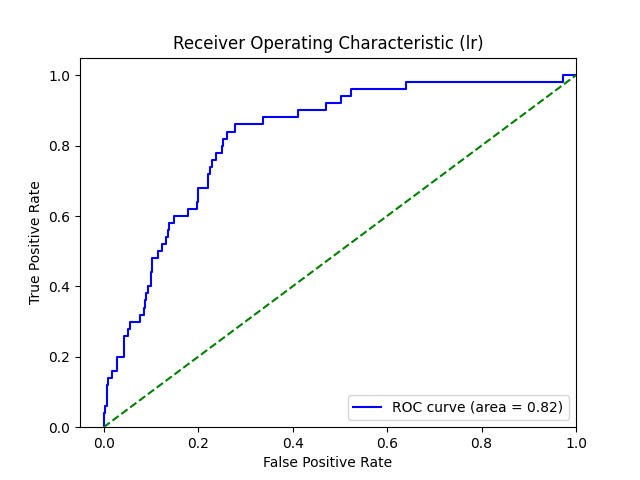 Receiver Operating Characteristic (lr)
1.0
0.8
0.6
0.4
0.2
0.0
True Positive Rate
ROC curve (area = 0.82)
0.0 0.2 0.4 0.6 0.8 1.0
False Positive Rate